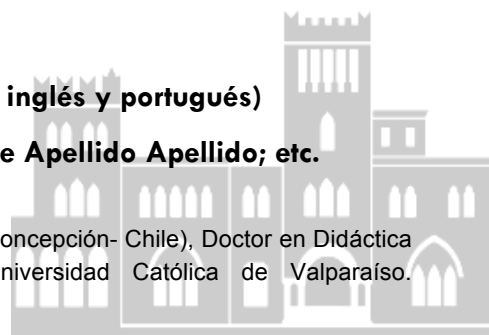 inglés y portugués)
e Apellido Apellido; etc.
oncepción- Chile), Doctor en Didáctica
niversidad Católica de Valparaíso.